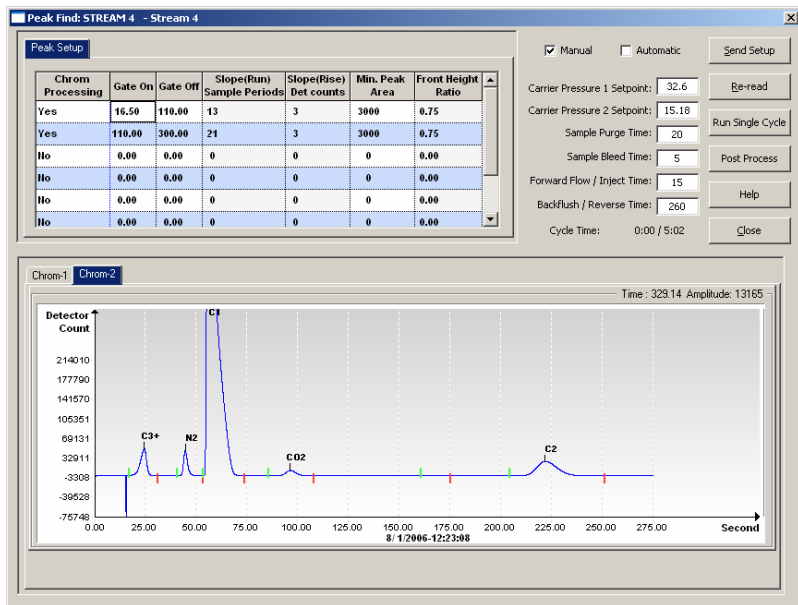 Peak Find: STREAM 4 - Stream 4
Peak Setup
Chrom Processing Gate On Gate Off Slope(Run) Sample Periods Slope(Rise) Det counts Min. Peak Area Front Height Ratio
Yes 16.50 110.00 13 3 3000 0.75
Yes 110.00 300.00 21 3 3000 0.75
No 0.00 0.00 0 0 0 0.00
No 0.00 0.00 0 0 0 0.00
No 0.00 0.00 0 0 0 0.00
No 0.00 0.00 0 0 0 0.00
Manual Automatic
Carrier Pressure 1 Setpoint: 32.6
Carrier Pressure 2 Setpoint: 15.18
Sample Purge Time: 20
Sample Bleed Time: 5
Forward Flow / Inject Time: 15
Backflush / Reverse Time: 260
Cycle Time: 0:00 / 5:02
Send Setup
Re-read
Run Single Cycle
Post Process
Help
Close
Chrom-1 Chrom-2
Time : 329.14 Amplitude: 13165
Detector Count
214010
177790
141570
105351
69131
32911
-3308
-39528
-75748
C3+ N2 C1 CO2 C2
0.00 25.00 50.00 75.00 100.00 125.00 150.00 175.00 200.00 225.00 250.00 275.00 Second
8/ 1/2006-12:23:08